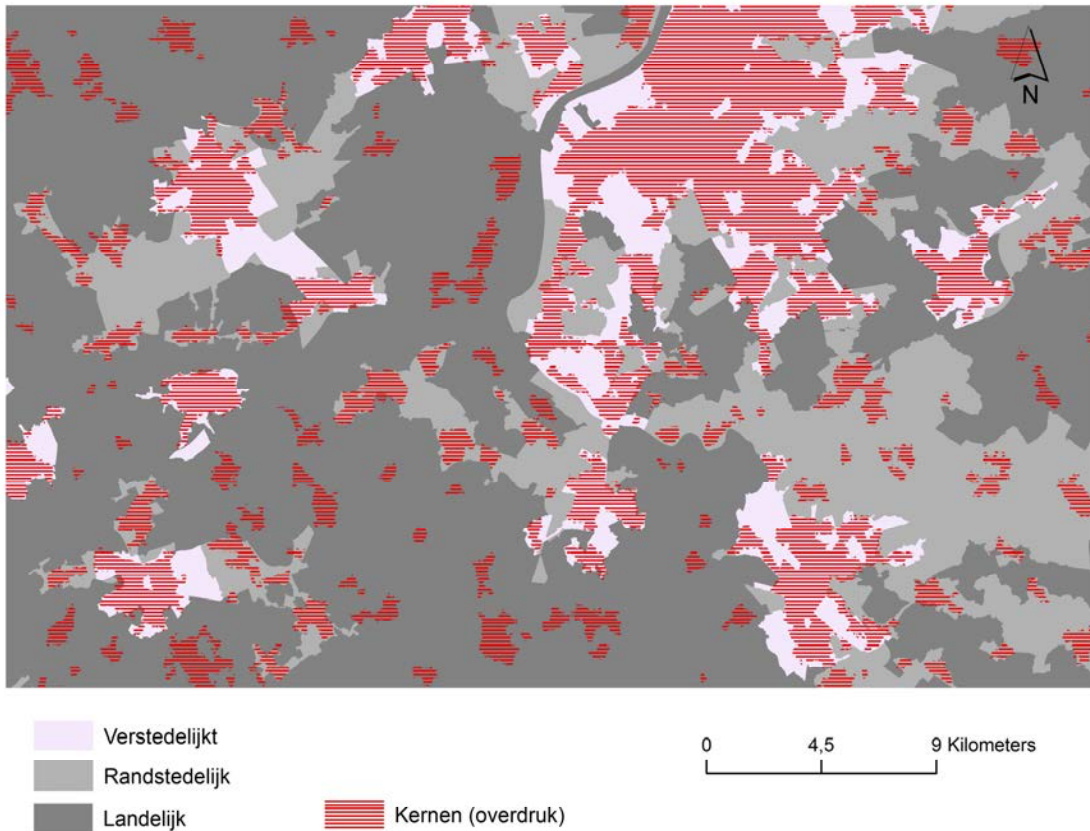 N
Verstedelijkt
Randstedelijk
Landelijk
Kernen (overdruk)
0 4,5 9 Kilometers